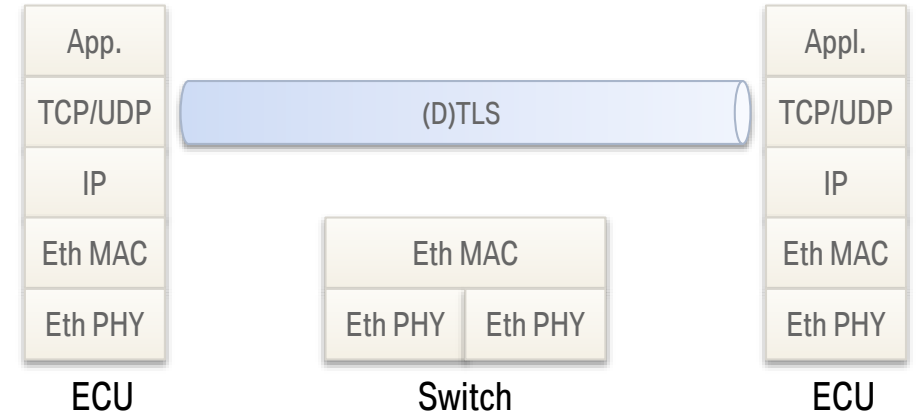 App.
Appl.
TCP/UDP
(D)TLS
TCP/UDP
IP
IP
Eth MAC
Eth MAC
Eth MAC
Eth PHY
Eth PHY
Eth PHY
Eth PHY
ECU
Switch
ECU